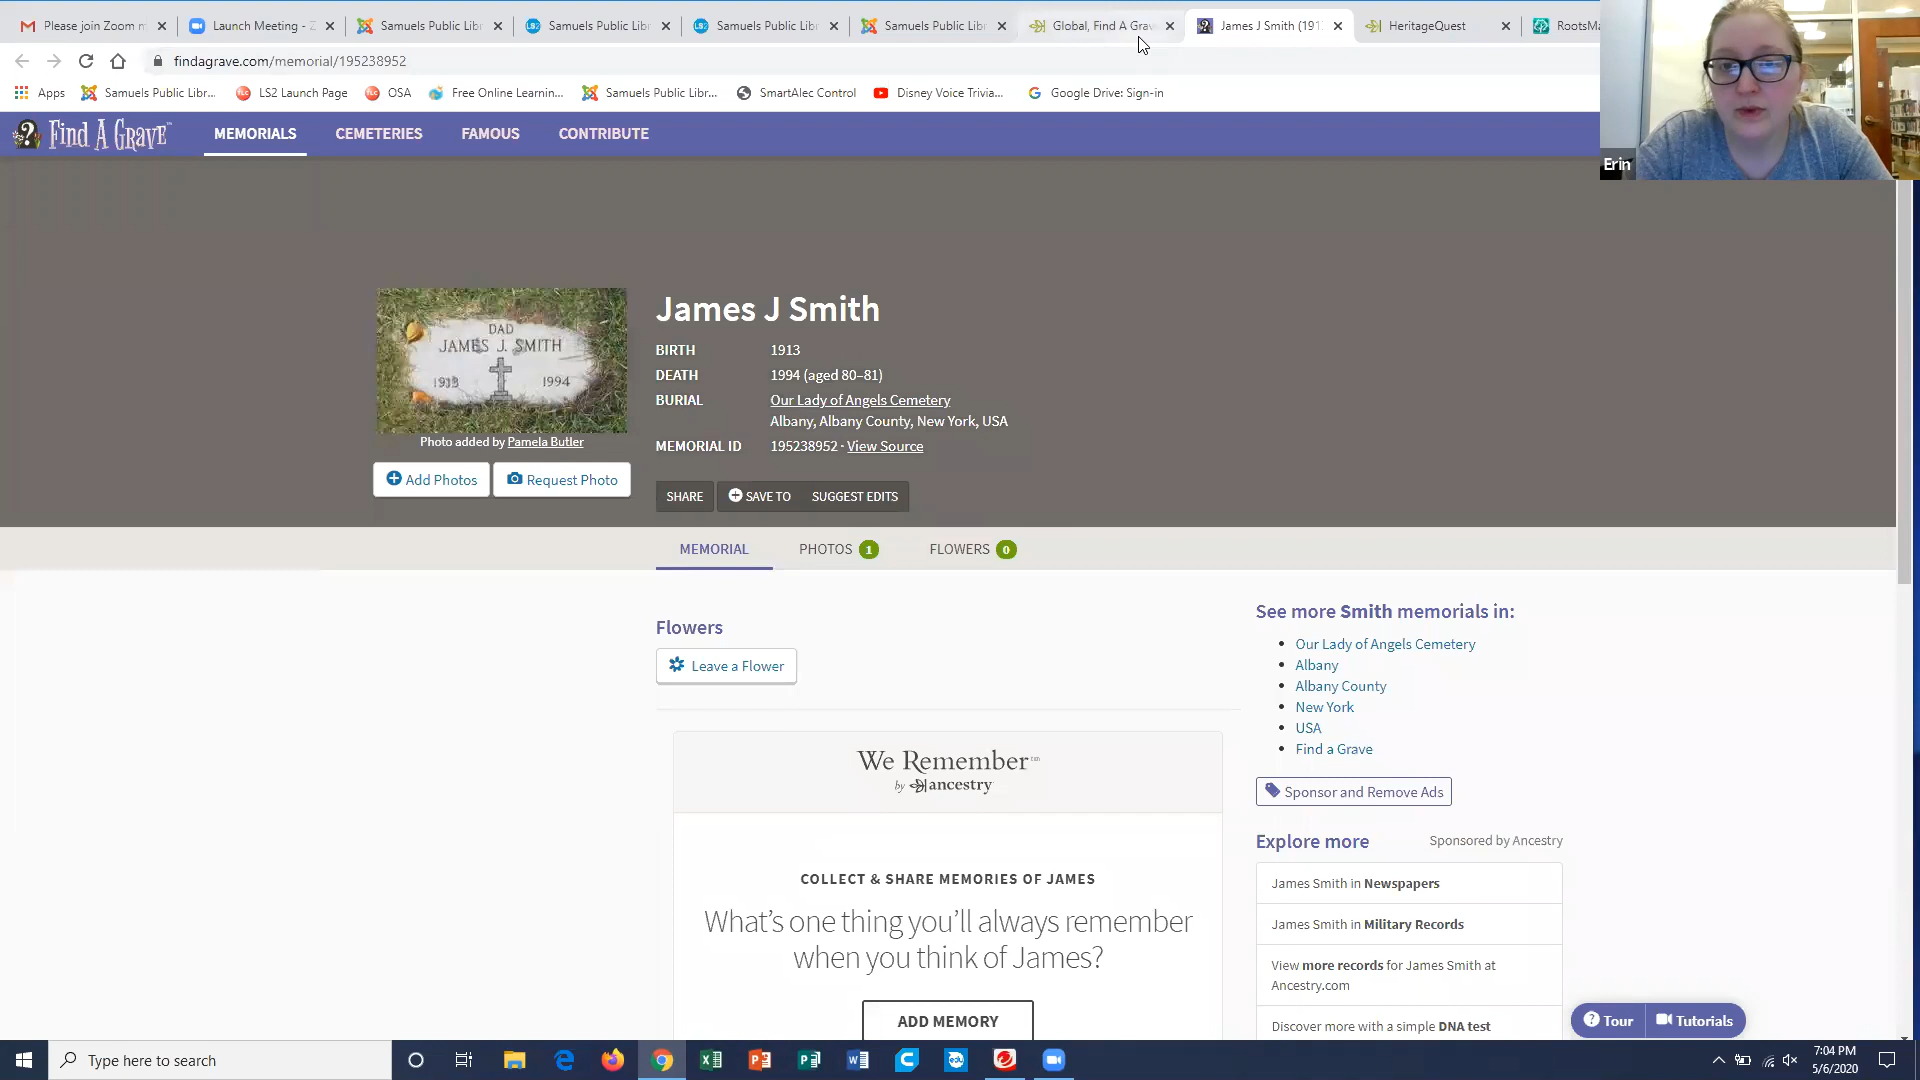 Please join Zoom m
Launch Meeting - Z
Samuels Public Libr
Samuels Public Libr
Samuels Public Libr
Samuels Public Libr
Global, Find A Grav
James J Smith (191
HeritageQuest
RootsMa
findagrave.com/memorial/195238952
Apps
Samuels Public Libr...
LS2 Launch Page
OSA
Free Online Learnin...
Samuels Public Libr...
SmartAlec Control
Disney Voice Trivia...
Google Drive: Sign-in
Find A Grave™
MEMORIALS
CEMETERIES
FAMOUS
CONTRIBUTE
Erin
DAD
JAMES J. SMITH
1913
1994
Photo added by Pamela Butler
Add Photos
Request Photo
James J Smith
BIRTH 1913
DEATH 1994 (aged 80–81)
BURIAL Our Lady of Angels Cemetery
Albany, Albany County, New York, USA
MEMORIAL ID 195238952 · View Source
SHARE
SAVE TO
SUGGEST EDITS
MEMORIAL
PHOTOS 1
FLOWERS 0
Flowers
Leave a Flower
We Remember™
by ancestry
COLLECT & SHARE MEMORIES OF JAMES
What's one thing you'll always remember
when you think of James?
ADD MEMORY
See more Smith memorials in:
Our Lady of Angels Cemetery
Albany
Albany County
New York
USA
Find a Grave
Sponsor and Remove Ads
Explore more
Sponsored by Ancestry
James Smith in Newspapers
James Smith in Military Records
View more records for James Smith at
Ancestry.com
Discover more with a simple DNA test
Tour
Tutorials
Type here to search
7:04 PM
5/6/2020